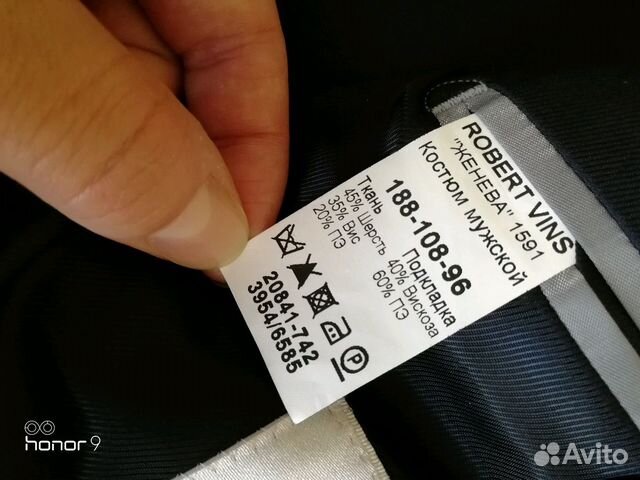 ROBERT VINS
"ЖЕНЕВА" 1591
Костюм мужской
188-108-96
Ткань
45% Шерсть
35% Вис
20% ПЭ
Подкладка
40% Вискоза
60% ПЭ
P
20841-742
3954/6585
honor 9
Avito